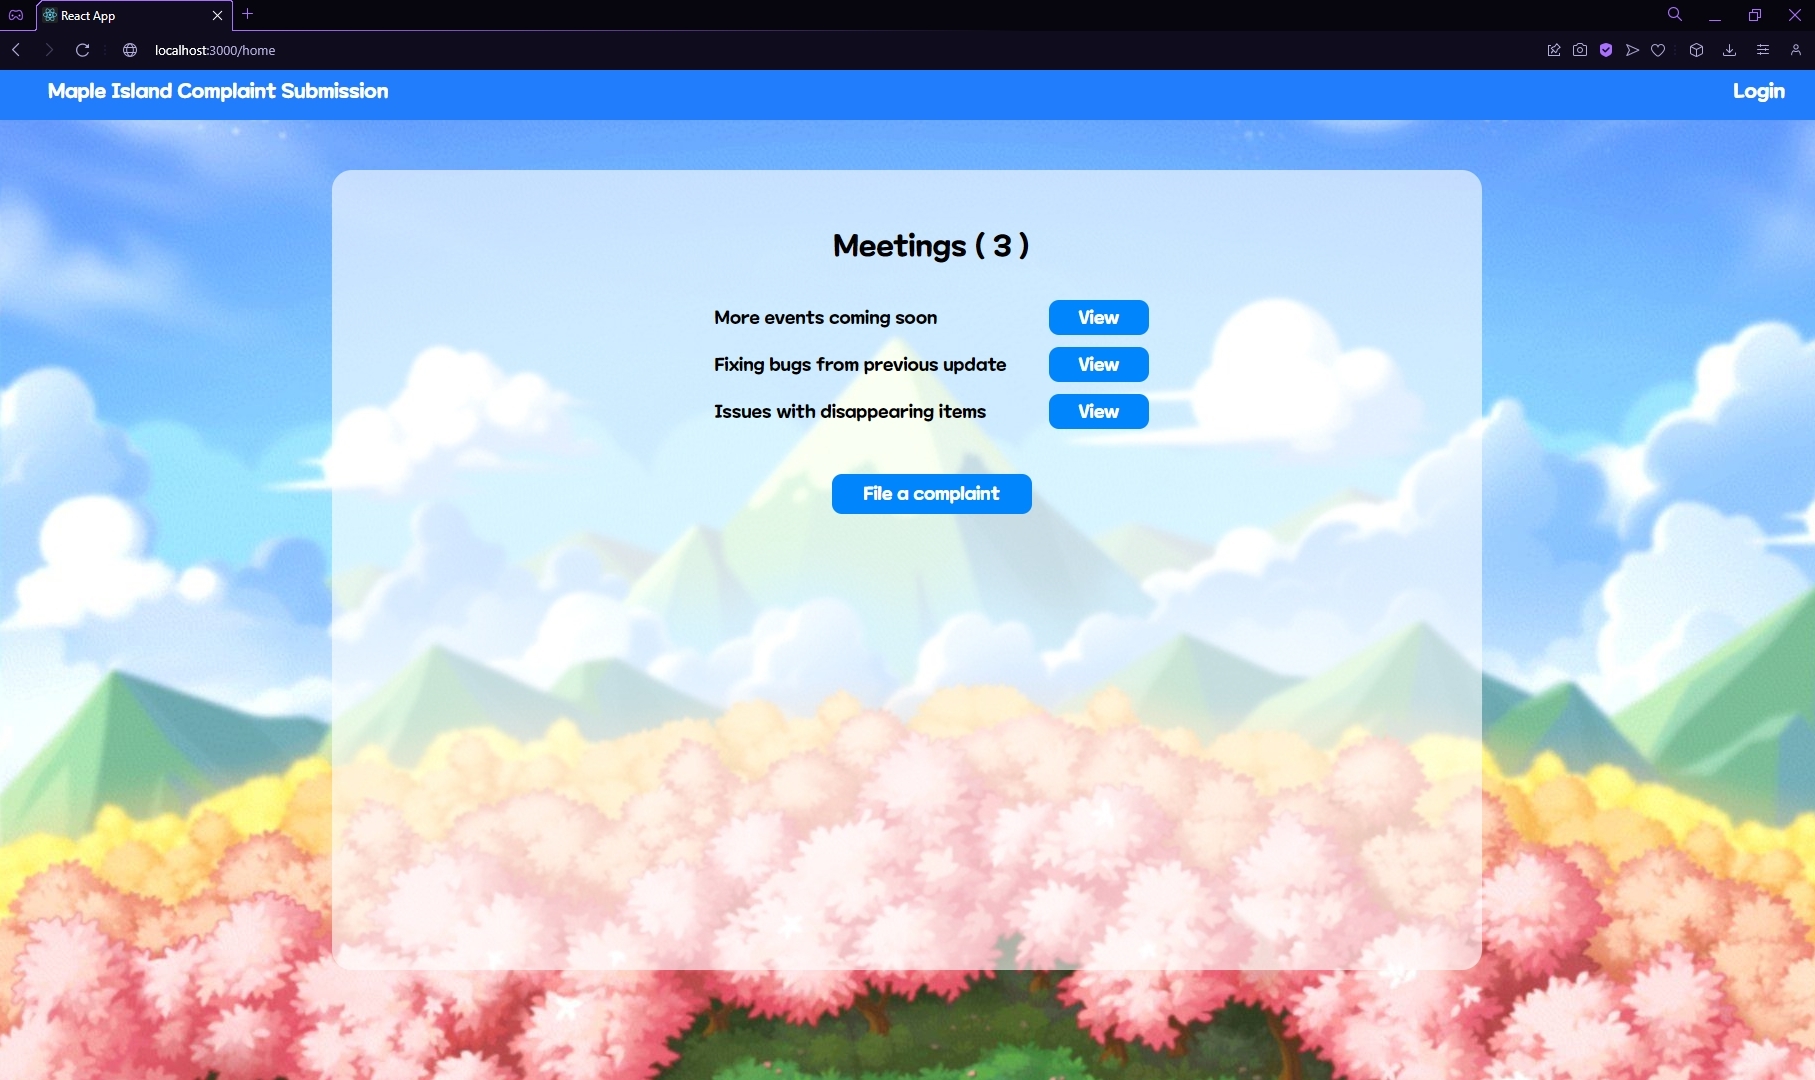 React App
localhost:3000/home
Maple Island Complaint Submission
Login
Meetings ( 3 )
More events coming soon
View
Fixing bugs from previous update
View
Issues with disappearing items
View
File a complaint